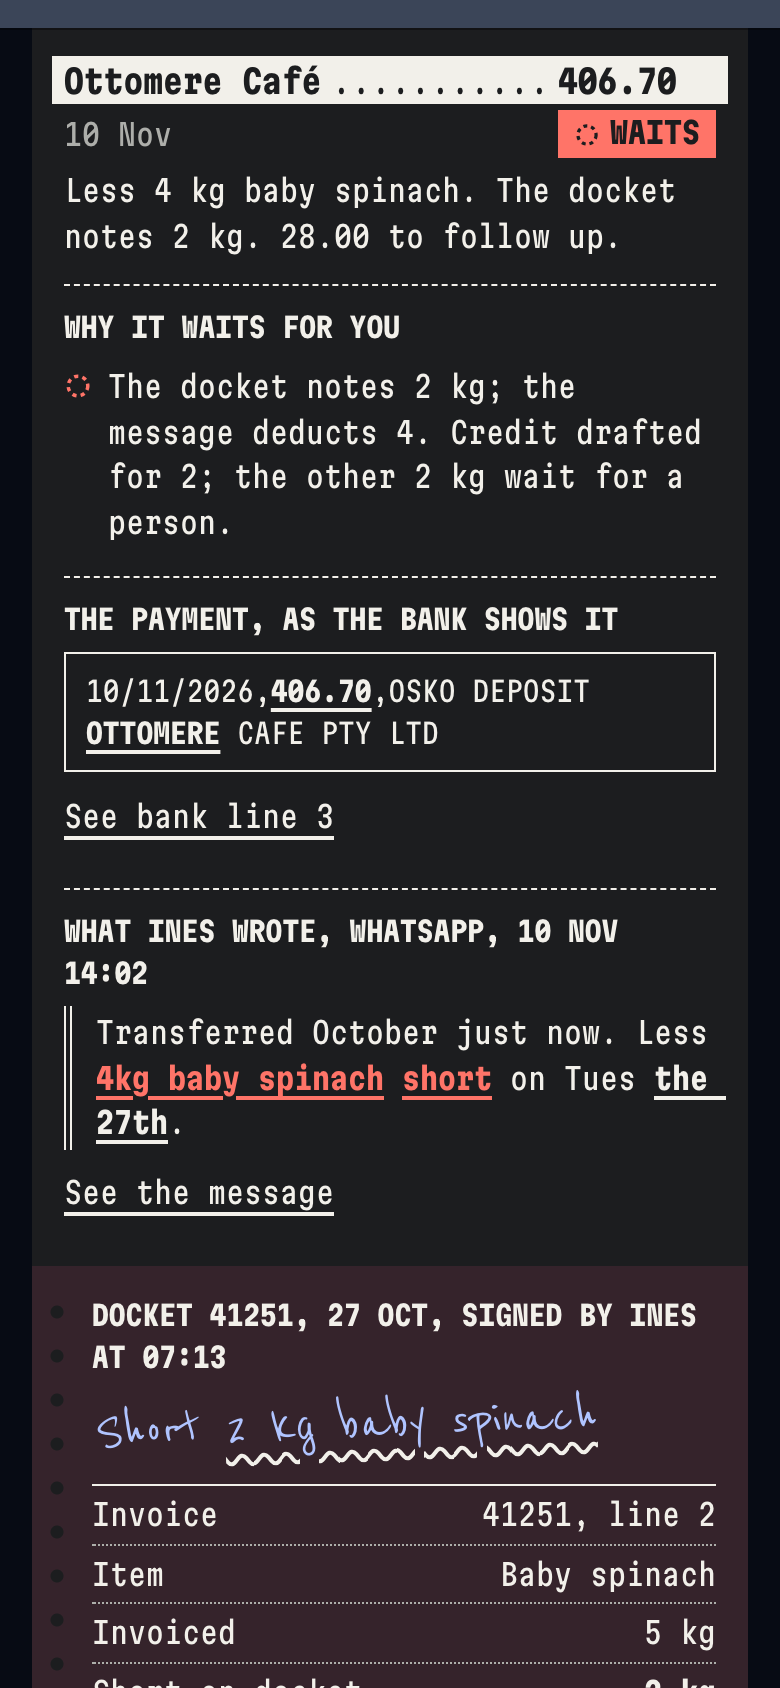 Ottomere Café ........... 406.70
10 Nov WAITS
Less 4 kg baby spinach. The docket
notes 2 kg. 28.00 to follow up.
WHY IT WAITS FOR YOU
The docket notes 2 kg; the
message deducts 4. Credit drafted
for 2; the other 2 kg wait for a
person.
THE PAYMENT, AS THE BANK SHOWS IT
10/11/2026,406.70,OSKO DEPOSIT
OTTOMERE CAFE PTY LTD
See bank line 3
WHAT INES WROTE, WHATSAPP, 10 NOV
14:02
Transferred October just now. Less
4kg baby spinach short on Tues the
27th.
See the message
DOCKET 41251, 27 OCT, SIGNED BY INES
AT 07:13
Short 2 kg baby spinach
Invoice 41251, line 2
Item Baby spinach
Invoiced 5 kg